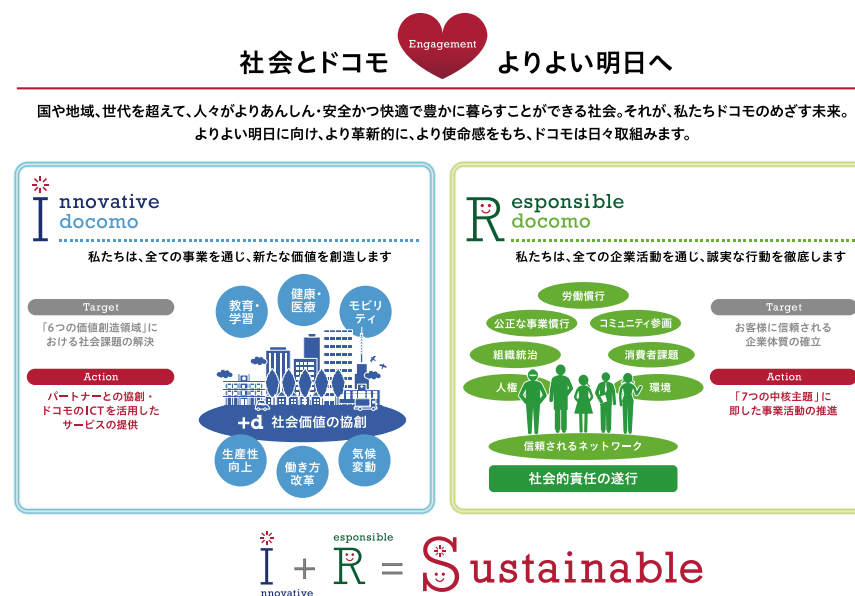 Engagement
社会とドコモ よりよい明日へ
国や地域、世代を超えて、人々がよりあんしん・安全かつ快適で豊かに暮らすことができる社会。それが、私たちドコモのめざす未来。
よりよい明日に向け、より革新的に、より使命感をもち、ドコモは日々取組みます。
Innovative
docomo
私たちは、全ての事業を通じ、新たな価値を創造します
Target
「6つの価値創造領域」に
おける社会課題の解決
Action
パートナーとの協創・
ドコモのICTを活用した
サービスの提供
教育・
学習
健康・
医療
モビリ
ティ
+d 社会価値の協創
生産性
向上
働き方
改革
気候
変動
Responsible
docomo
私たちは、全ての企業活動を通じ、誠実な行動を徹底します
労働慣行
公正な事業慣行
コミュニティ参画
組織統治
消費者課題
人権
環境
信頼されるネットワーク
社会的責任の遂行
Target
お客様に信頼される
企業体質の確立
Action
「7つの中核主題」に
即した事業活動の推進
Innovative + Responsible = Sustainable